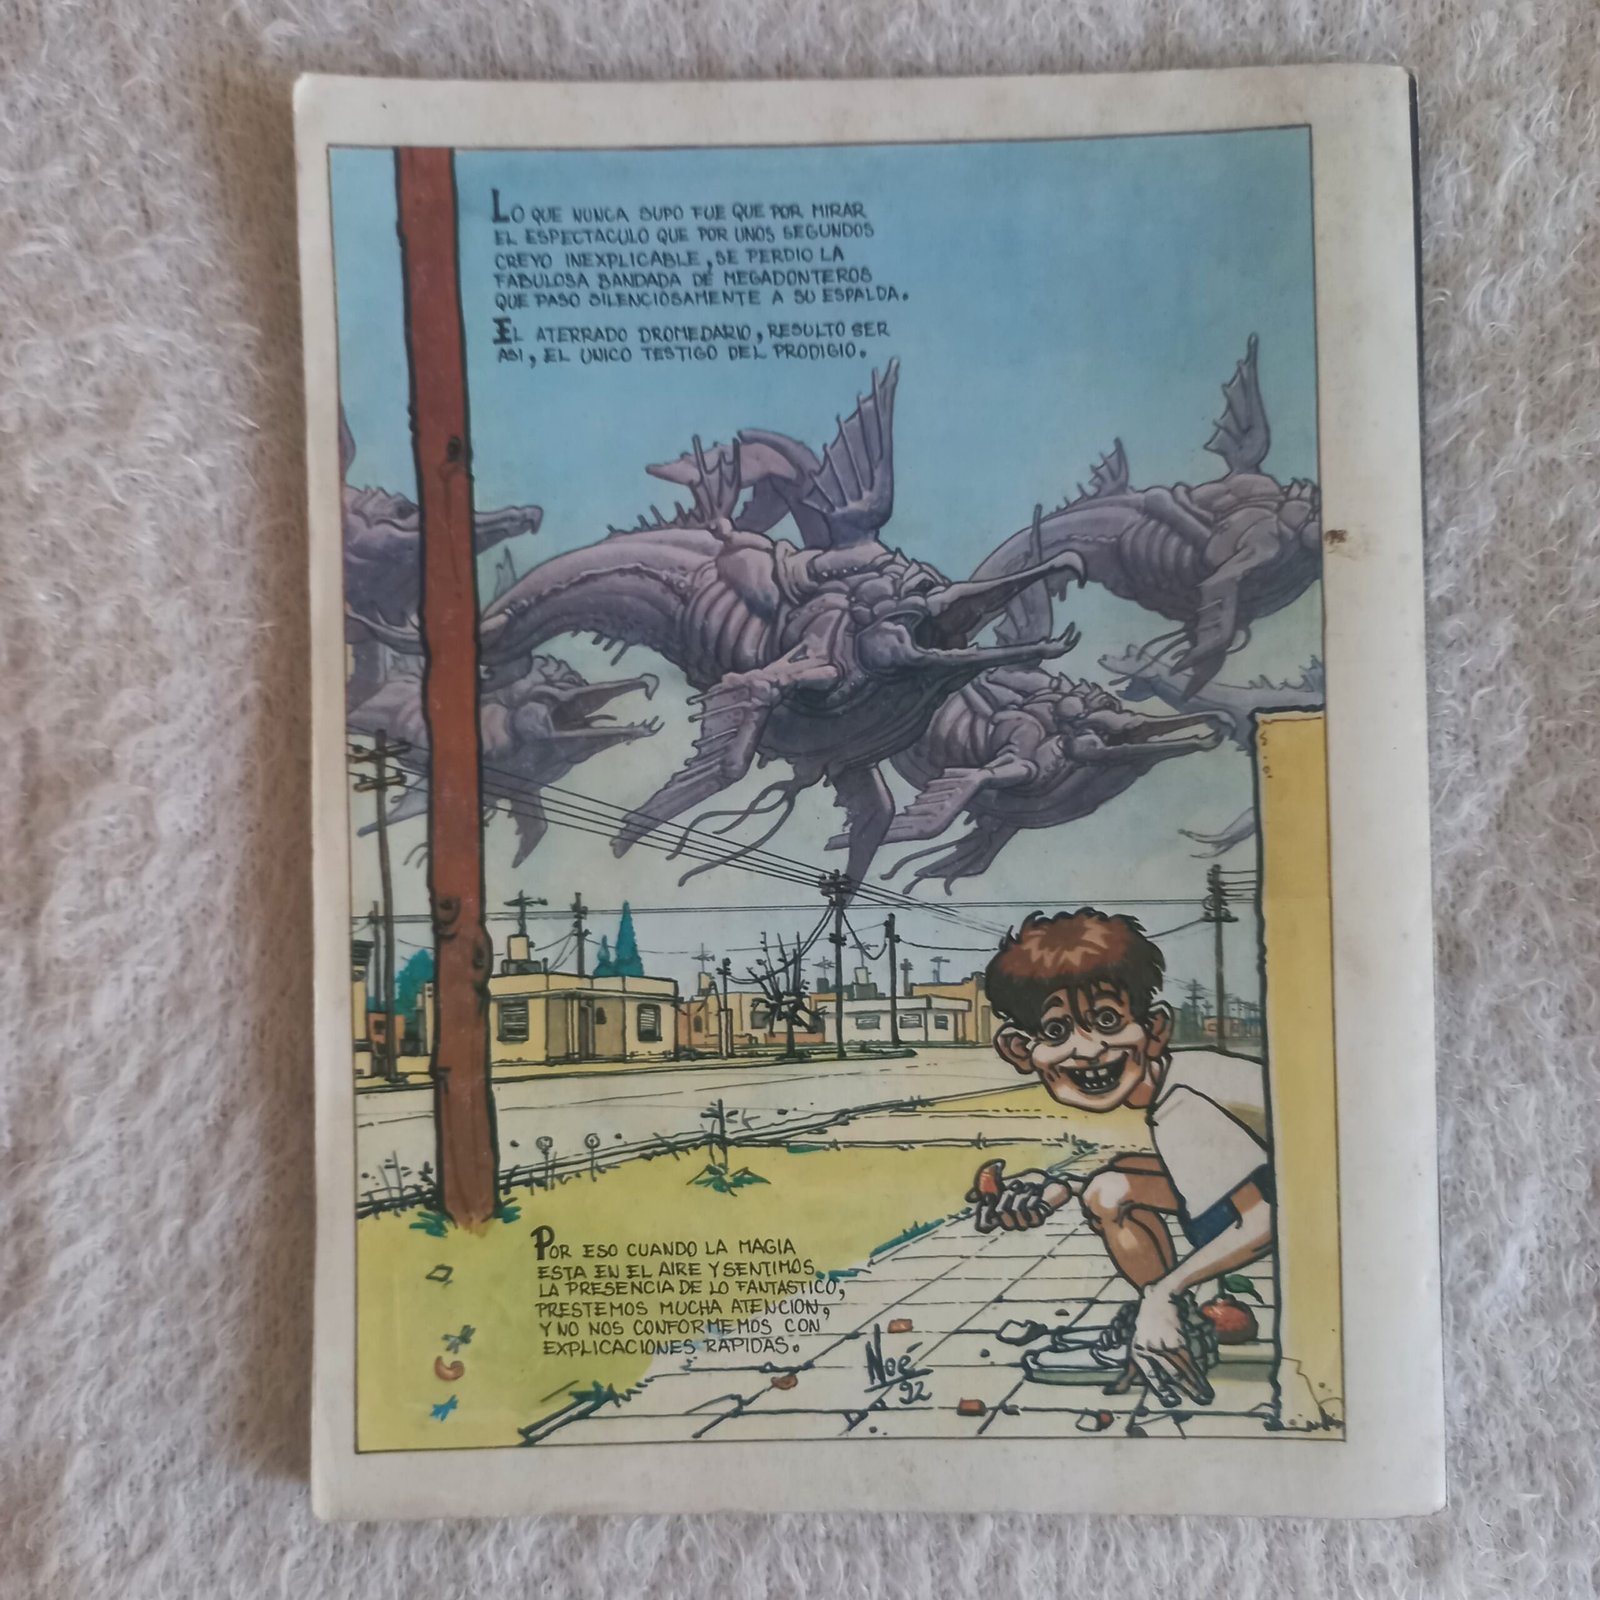 LO QUE NUNCA SUPO FUE QUE POR MIRAR
EL ESPECTACULO QUE POR UNOS SEGUNDOS
CREYO INEXPLICABLE, SE PERDIO LA
FABULOSA BANDADA DE MEGADONTEROS
QUE PASO SILENCIOSAMENTE A SU ESPALDA.
EL ATERRADO DROMEDARIO, RESULTO SER
ASI, EL UNICO TESTIGO DEL PRODIGIO.
POR ESO CUANDO LA MAGIA
ESTA EN EL AIRE Y SENTIMOS
LA PRESENCIA DE LO FANTASTICO,
PRESTEMOS MUCHA ATENCION,
Y NO NOS CONFORMEMOS CON
EXPLICACIONES RAPIDAS.
Noé
92